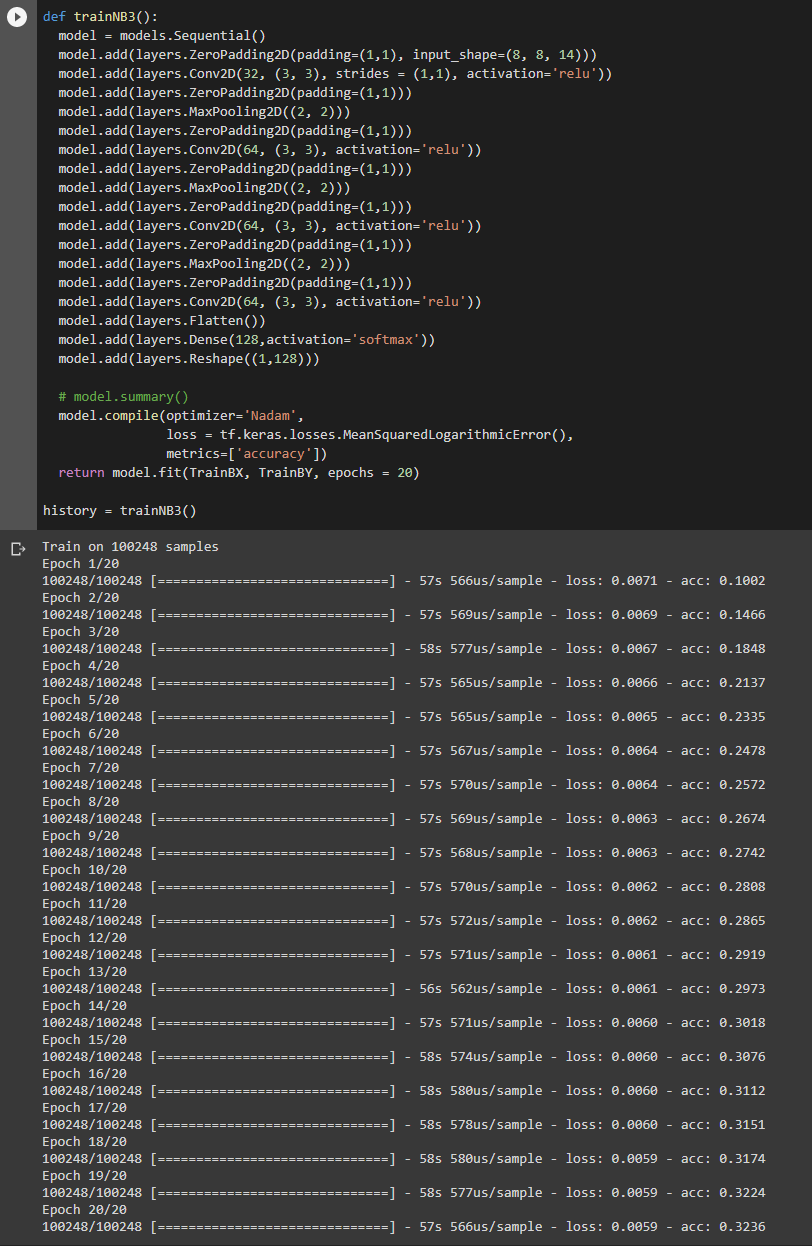 def trainNB3():
  model = models.Sequential()
  model.add(layers.ZeroPadding2D(padding=(1,1), input_shape=(8, 8, 14)))
  model.add(layers.Conv2D(32, (3, 3), strides = (1,1), activation='relu'))
  model.add(layers.ZeroPadding2D(padding=(1,1)))
  model.add(layers.MaxPooling2D((2, 2)))
  model.add(layers.ZeroPadding2D(padding=(1,1)))
  model.add(layers.Conv2D(64, (3, 3), activation='relu'))
  model.add(layers.ZeroPadding2D(padding=(1,1)))
  model.add(layers.MaxPooling2D((2, 2)))
  model.add(layers.ZeroPadding2D(padding=(1,1)))
  model.add(layers.Conv2D(64, (3, 3), activation='relu'))
  model.add(layers.ZeroPadding2D(padding=(1,1)))
  model.add(layers.MaxPooling2D((2, 2)))
  model.add(layers.ZeroPadding2D(padding=(1,1)))
  model.add(layers.Conv2D(64, (3, 3), activation='relu'))
  model.add(layers.Flatten())
  model.add(layers.Dense(128,activation='softmax'))
  model.add(layers.Reshape((1,128)))

  # model.summary()
  model.compile(optimizer='Nadam',
                loss = tf.keras.losses.MeanSquaredLogarithmicError(),
                metrics=['accuracy'])
  return model.fit(TrainBX, TrainBY, epochs = 20)

history = trainNB3()
Train on 100248 samples
Epoch 1/20
100248/100248 [==============================] - 57s 566us/sample - loss: 0.0071 - acc: 0.1002
Epoch 2/20
100248/100248 [==============================] - 57s 569us/sample - loss: 0.0069 - acc: 0.1466
Epoch 3/20
100248/100248 [==============================] - 58s 577us/sample - loss: 0.0067 - acc: 0.1848
Epoch 4/20
100248/100248 [==============================] - 57s 565us/sample - loss: 0.0066 - acc: 0.2137
Epoch 5/20
100248/100248 [==============================] - 57s 565us/sample - loss: 0.0065 - acc: 0.2335
Epoch 6/20
100248/100248 [==============================] - 57s 567us/sample - loss: 0.0064 - acc: 0.2478
Epoch 7/20
100248/100248 [==============================] - 57s 570us/sample - loss: 0.0064 - acc: 0.2572
Epoch 8/20
100248/100248 [==============================] - 57s 569us/sample - loss: 0.0063 - acc: 0.2674
Epoch 9/20
100248/100248 [==============================] - 57s 568us/sample - loss: 0.0063 - acc: 0.2742
Epoch 10/20
100248/100248 [==============================] - 57s 570us/sample - loss: 0.0062 - acc: 0.2808
Epoch 11/20
100248/100248 [==============================] - 57s 572us/sample - loss: 0.0062 - acc: 0.2865
Epoch 12/20
100248/100248 [==============================] - 57s 571us/sample - loss: 0.0061 - acc: 0.2919
Epoch 13/20
100248/100248 [==============================] - 56s 562us/sample - loss: 0.0061 - acc: 0.2973
Epoch 14/20
100248/100248 [==============================] - 57s 571us/sample - loss: 0.0060 - acc: 0.3018
Epoch 15/20
100248/100248 [==============================] - 58s 574us/sample - loss: 0.0060 - acc: 0.3076
Epoch 16/20
100248/100248 [==============================] - 58s 580us/sample - loss: 0.0060 - acc: 0.3112
Epoch 17/20
100248/100248 [==============================] - 58s 578us/sample - loss: 0.0060 - acc: 0.3151
Epoch 18/20
100248/100248 [==============================] - 58s 580us/sample - loss: 0.0059 - acc: 0.3174
Epoch 19/20
100248/100248 [==============================] - 58s 577us/sample - loss: 0.0059 - acc: 0.3224
Epoch 20/20
100248/100248 [==============================] - 57s 566us/sample - loss: 0.0059 - acc: 0.3236